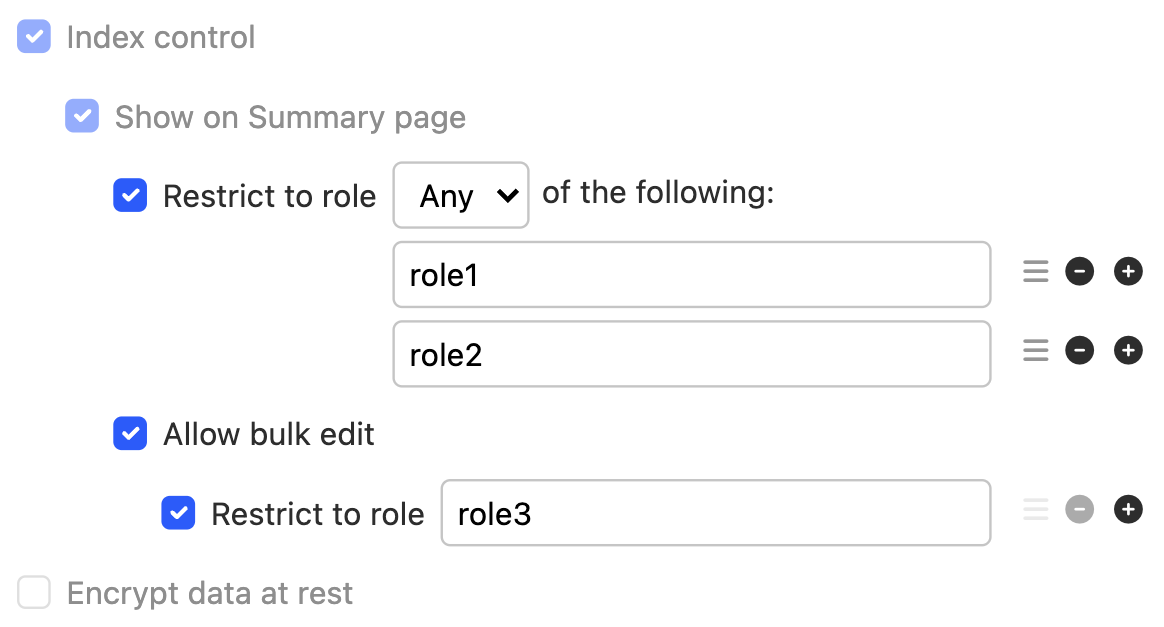 Index control
Show on Summary page
Restrict to role Any of the following:
role1
role2
Allow bulk edit
Restrict to role role3
Encrypt data at rest